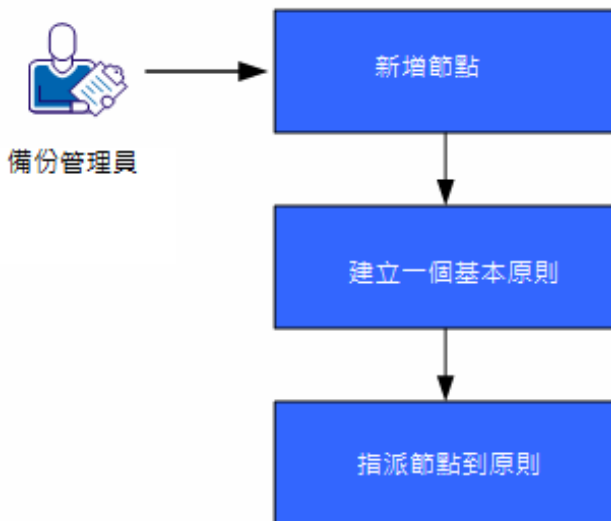 新增節點
備份管理員
建立一個基本原則
指派節點到原則